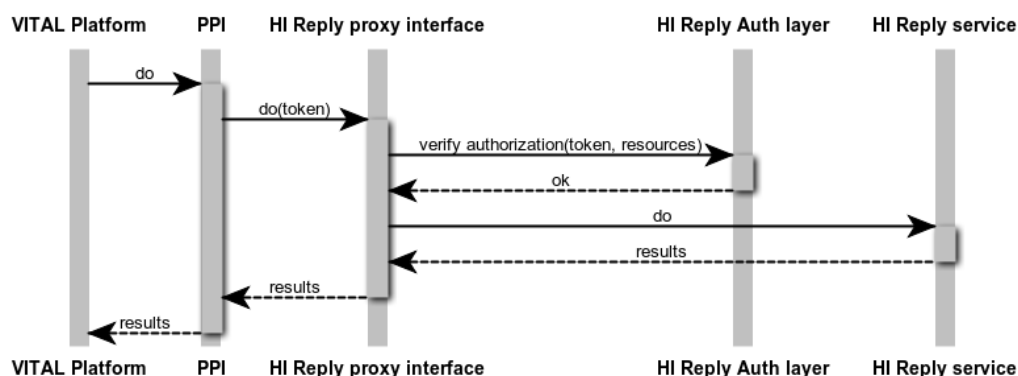 VITAL Platform PPI HI Reply proxy interface HI Reply Auth layer HI Reply service
do
do(token)
verify authorization(token, resources)
ok
do
results
results
results
VITAL Platform PPI HI Reply proxy interface HI Reply Auth layer HI Reply service